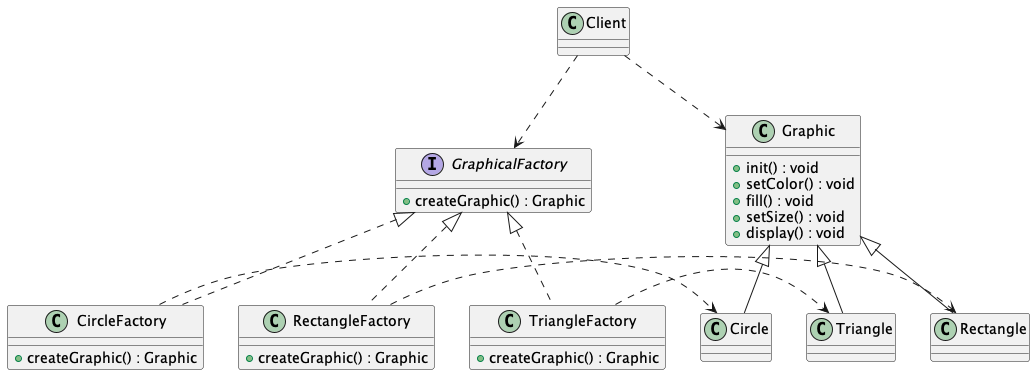 C Client
C Graphic
init() : void
setColor() : void
fill() : void
setSize() : void
display() : void
I GraphicalFactory
createGraphic() : Graphic
C CircleFactory
createGraphic() : Graphic
C RectangleFactory
createGraphic() : Graphic
C TriangleFactory
createGraphic() : Graphic
C Circle
C Triangle
C Rectangle